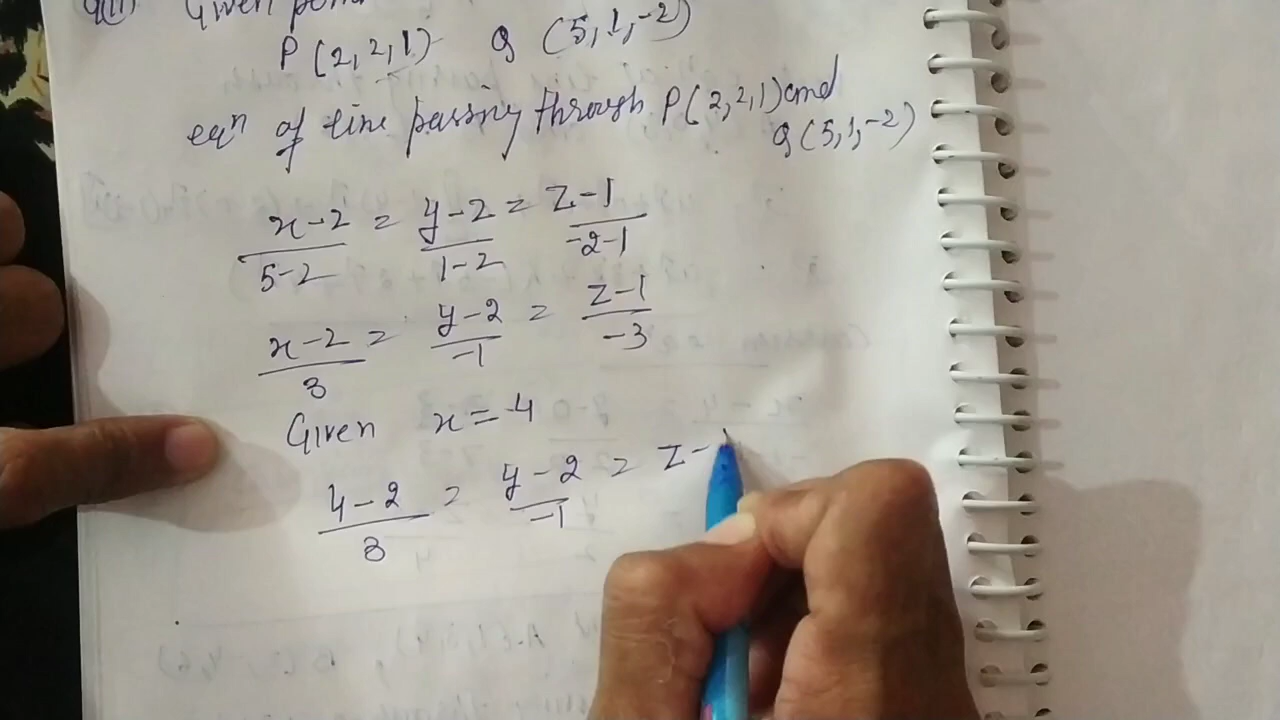 Given
P (2, 2, 1) Q (5, 1, -2)
eqn of line passing through P(2, 2, 1) and
Q (5, 1, -2)
x-2/5-2 = y-2/1-2 = z-1/-2-1
x-2/3 = y-2/-1 = z-1/-3
Given x = 4
4-2/3 = y-2/-1 = z-